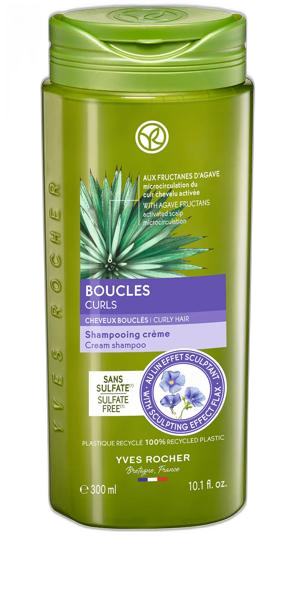 YR
AUX FRUCTANES D'AGAVE
microcirculation du
cuir chevelu activée
WITH AGAVE FRUCTANS
activated scalp
microcirculation
YVES ROCHER
BOUCLES
CURLS
CHEVEUX BOUCLÉS | CURLY HAIR
Shampooing crème
Cream shampoo
SANS
SULFATE
SULFATE
FREE
AU LIN EFFET SCULPTANT
WITH SCULPTING EFFECT FLAX
PLASTIQUE RECYCLÉ 100% RECYCLED PLASTIC
YVES ROCHER
Bretagne, France
℮ 300 ml
10.1 fl. oz.